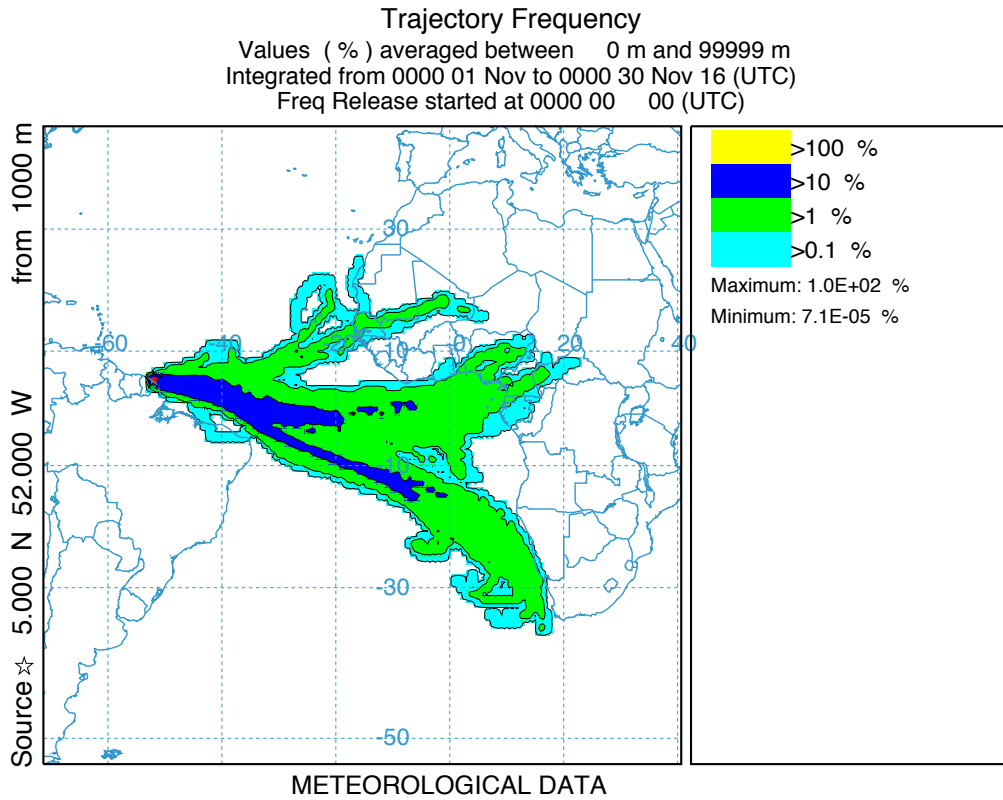 Trajectory Frequency
Values ( % ) averaged between 0 m and 99999 m
Integrated from 0000 01 Nov to 0000 30 Nov 16 (UTC)
Freq Release started at 0000 00 00 (UTC)
Source ☆ 5.000 N 52.000 W from 1000 m
30
-60
-40
10
0
20
40
-10
-30
-50
>100 %
>10 %
>1 %
>0.1 %
Maximum: 1.0E+02 %
Minimum: 7.1E-05 %
METEOROLOGICAL DATA